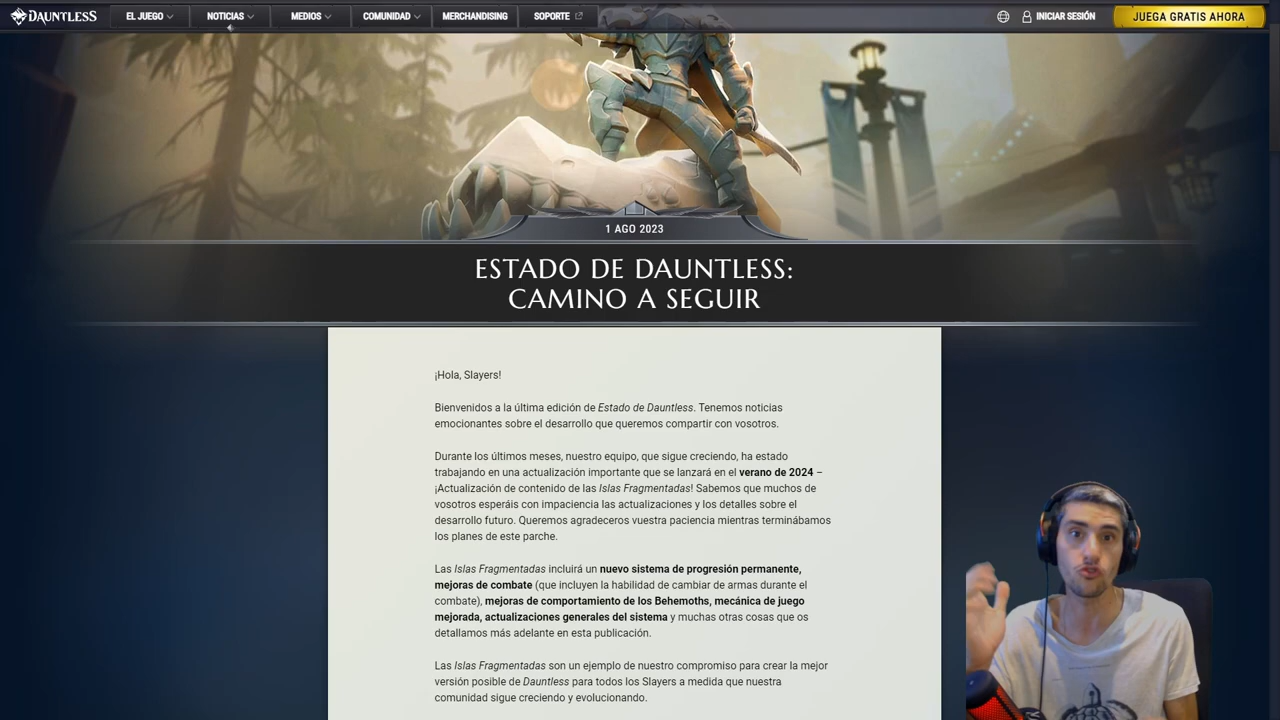 DAUNTLESS
EL JUEGO
NOTICIAS
MEDIOS
COMUNIDAD
MERCHANDISING
SOPORTE
INICIAR SESIÓN
JUEGA GRATIS AHORA
1 AGO 2023
ESTADO DE DAUNTLESS:
CAMINO A SEGUIR
¡Hola, Slayers!
Bienvenidos a la última edición de Estado de Dauntless. Tenemos noticias
emocionantes sobre el desarrollo que queremos compartir con vosotros.
Durante los últimos meses, nuestro equipo, que sigue creciendo, ha estado
trabajando en una actualización importante que se lanzará en el verano de 2024 –
¡Actualización de contenido de las Islas Fragmentadas! Sabemos que muchos de
vosotros esperáis con impaciencia las actualizaciones y los detalles sobre el
desarrollo futuro. Queremos agradeceros vuestra paciencia mientras terminábamos
los planes de este parche.
Las Islas Fragmentadas incluirá un nuevo sistema de progresión permanente,
mejoras de combate (que incluyen la habilidad de cambiar de armas durante el
combate), mejoras de comportamiento de los Behemoths, mecánica de juego
mejorada, actualizaciones generales del sistema y muchas otras cosas que os
detallamos más adelante en esta publicación.
Las Islas Fragmentadas son un ejemplo de nuestro compromiso para crear la mejor
versión posible de Dauntless para todos los Slayers a medida que nuestra
comunidad sigue creciendo y evolucionando.